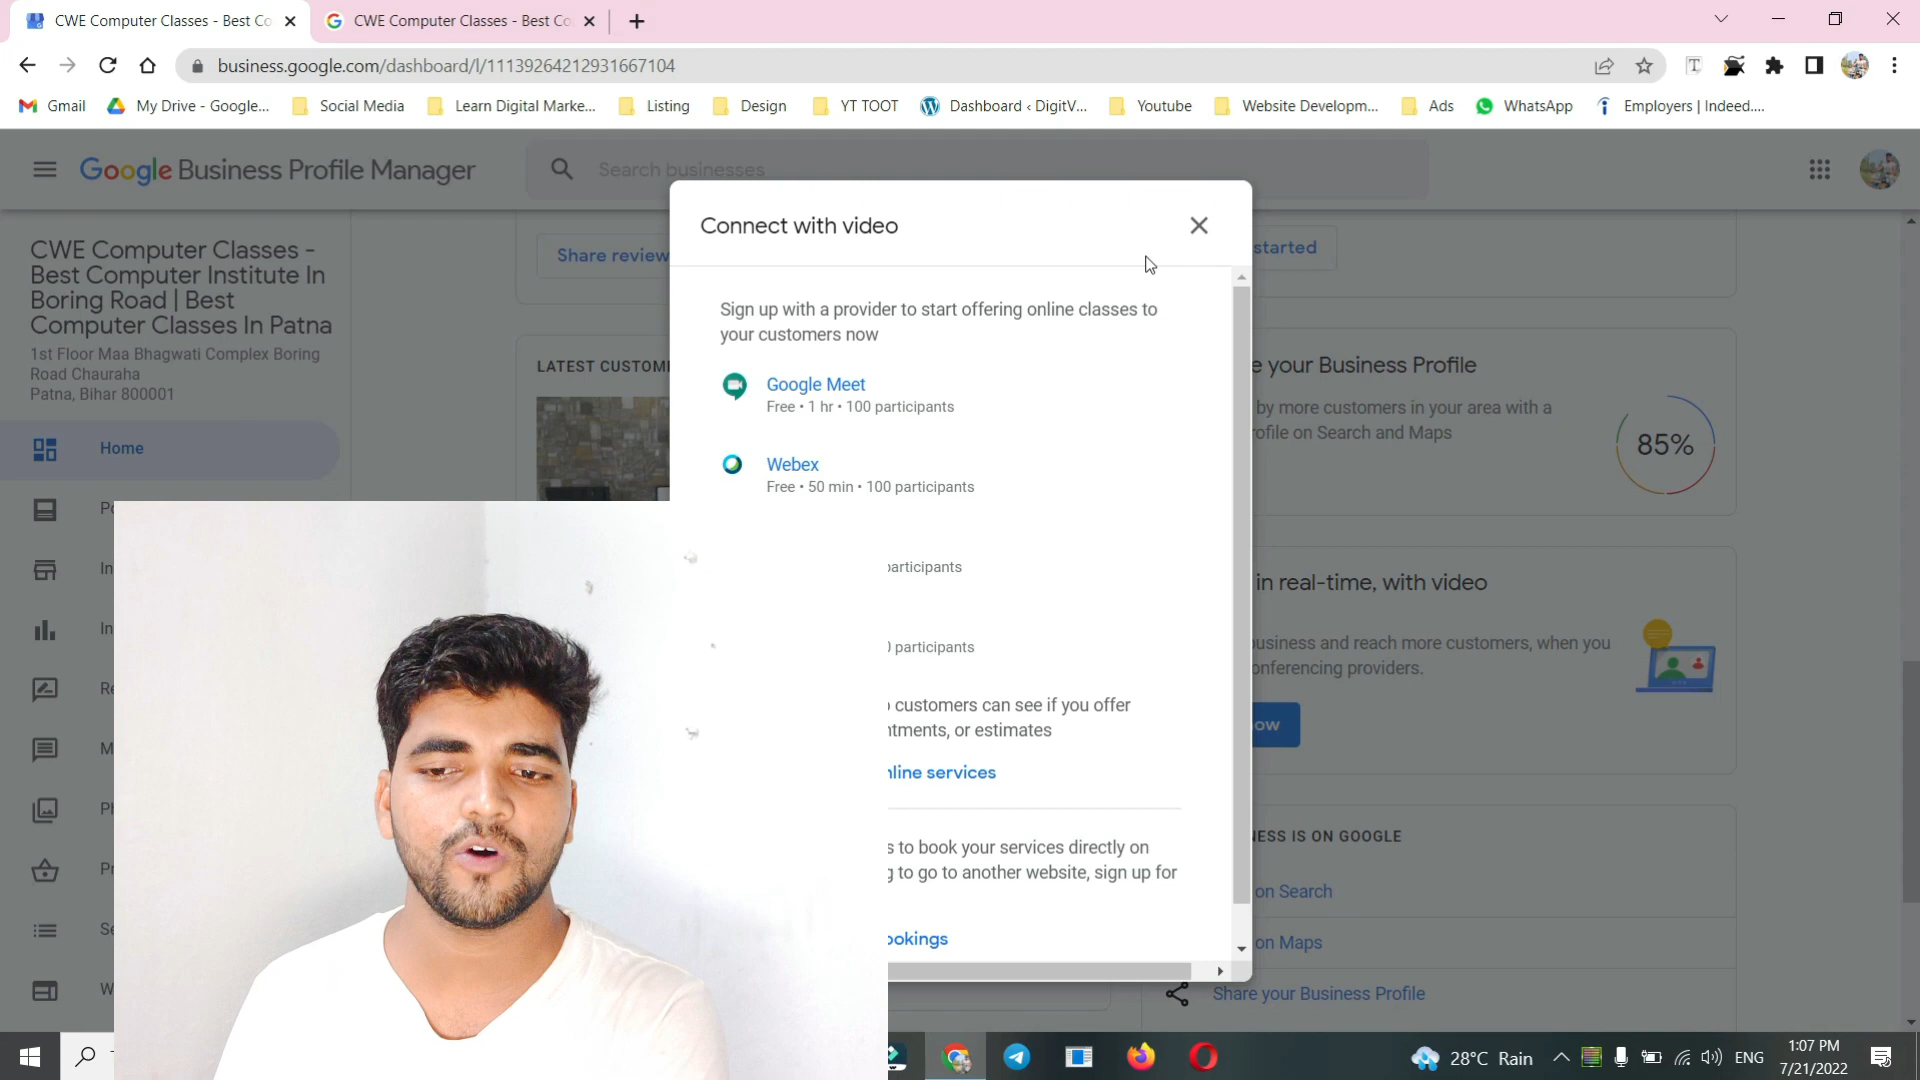 CWE Computer Classes - Best Co
CWE Computer Classes - Best Co
business.google.com/dashboard/l/11139264212931667104
Gmail
My Drive - Google...
Social Media
Learn Digital Marke...
Listing
Design
YT TOOT
Dashboard ‹ DigitV...
Youtube
Website Developm...
Ads
WhatsApp
Employers | Indeed....
Google Business Profile Manager
Search businesses
CWE Computer Classes -
Best Computer Institute In
Boring Road | Best
Computer Classes In Patna
1st Floor Maa Bhagwati Complex Boring
Road Chauraha
Patna, Bihar 800001
Home
Share review
LATEST CUSTOM
Connect with video
Sign up with a provider to start offering online classes to
your customers now
Google Meet
Free • 1 hr • 100 participants
Webex
Free • 50 min • 100 participants
participants
0 participants
customers can see if you offer
ntments, or estimates
nline services
s to book your services directly on
g to go to another website, sign up for
ookings
started
e your Business Profile
by more customers in your area with a
rofile on Search and Maps
85%
in real-time, with video
business and reach more customers, when you
onferencing providers.
ow
NESS IS ON GOOGLE
on Search
on Maps
Share your Business Profile
28°C Rain
ENG
1:07 PM
7/21/2022